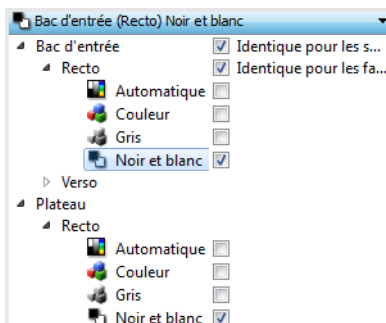 Bac d'entrée (Recto) Noir et blanc
Bac d'entrée Identique pour les s...
Recto Identique pour les fa...
Automatique
Couleur
Gris
Noir et blanc
Verso
Plateau
Recto
Automatique
Couleur
Gris
Noir et blanc